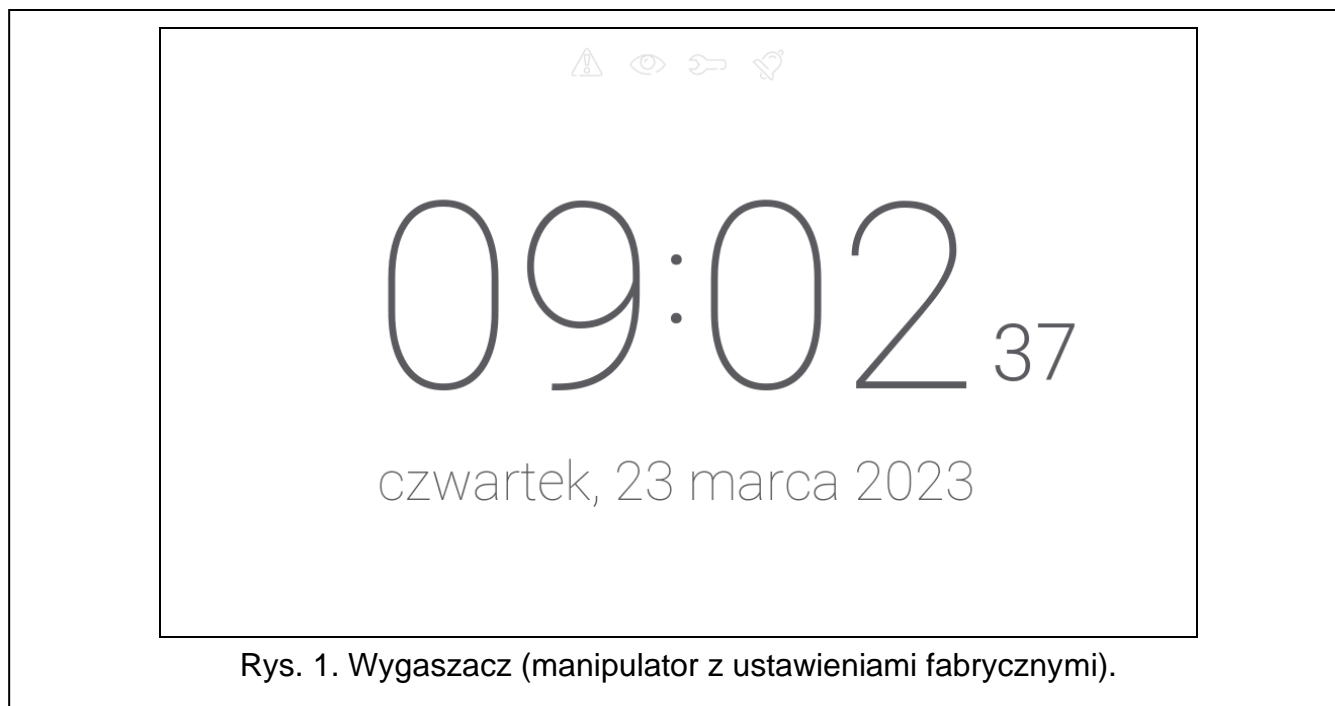 09:02 37
czwartek, 23 marca 2023
Rys. 1. Wygaszacz (manipulator z ustawieniami fabrycznymi).